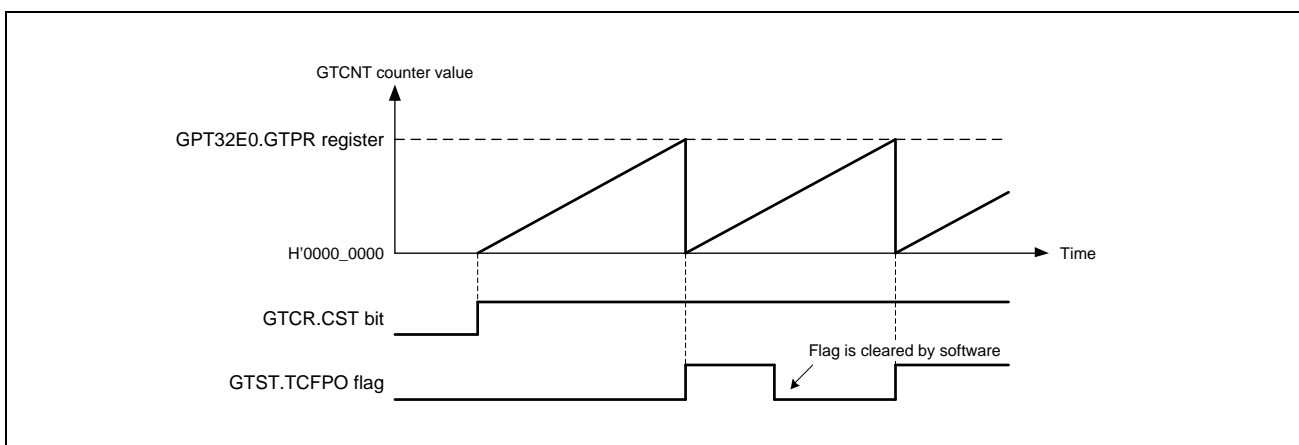 GTCNT counter value
GPT32E0.GTPR register
H'0000_0000
Time
GTCR.CST bit
Flag is cleared by software
GTST.TCFPO flag